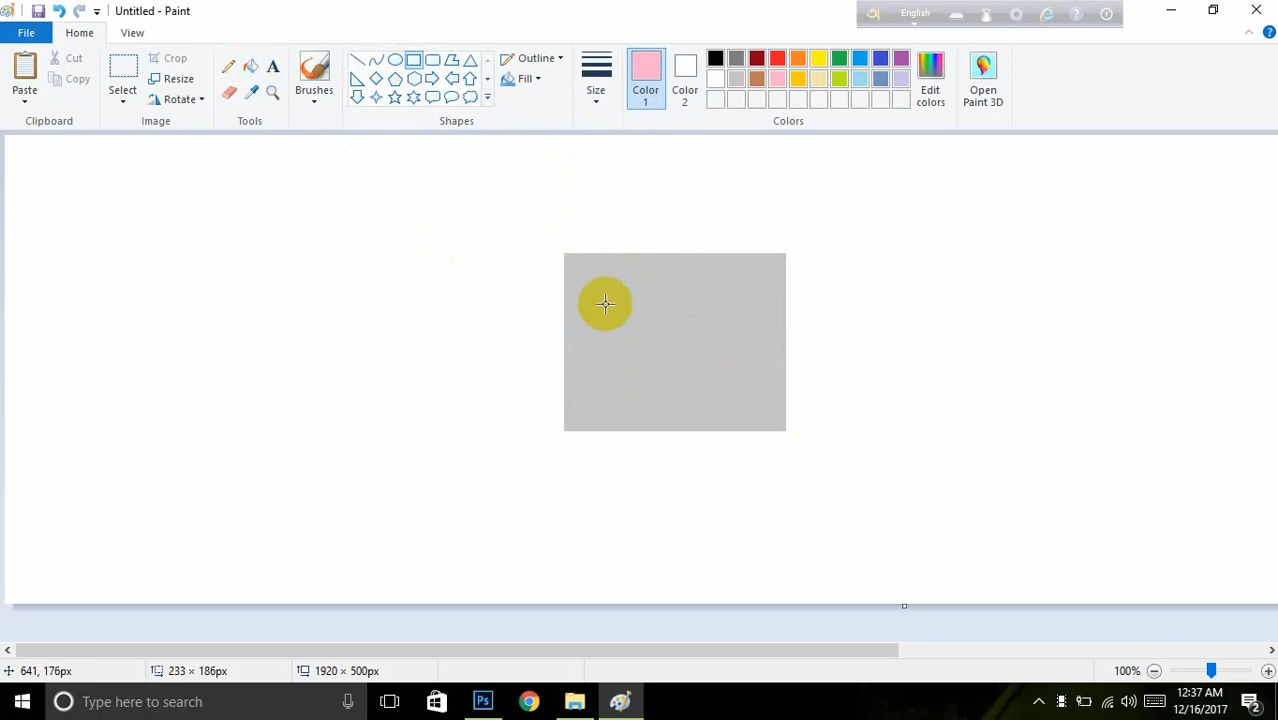 Untitled - Paint
English
File
Home
View
Paste
Cut
Copy
Clipboard
Select
Crop
Resize
Rotate
Image
A
Tools
Brushes
Outline
Fill
Shapes
Size
Color
1
Color
2
Edit
colors
Colors
Open
Paint 3D
641, 176px
233 × 186px
1920 × 500px
100%
Type here to search
Ps
12:37 AM
12/16/2017
2